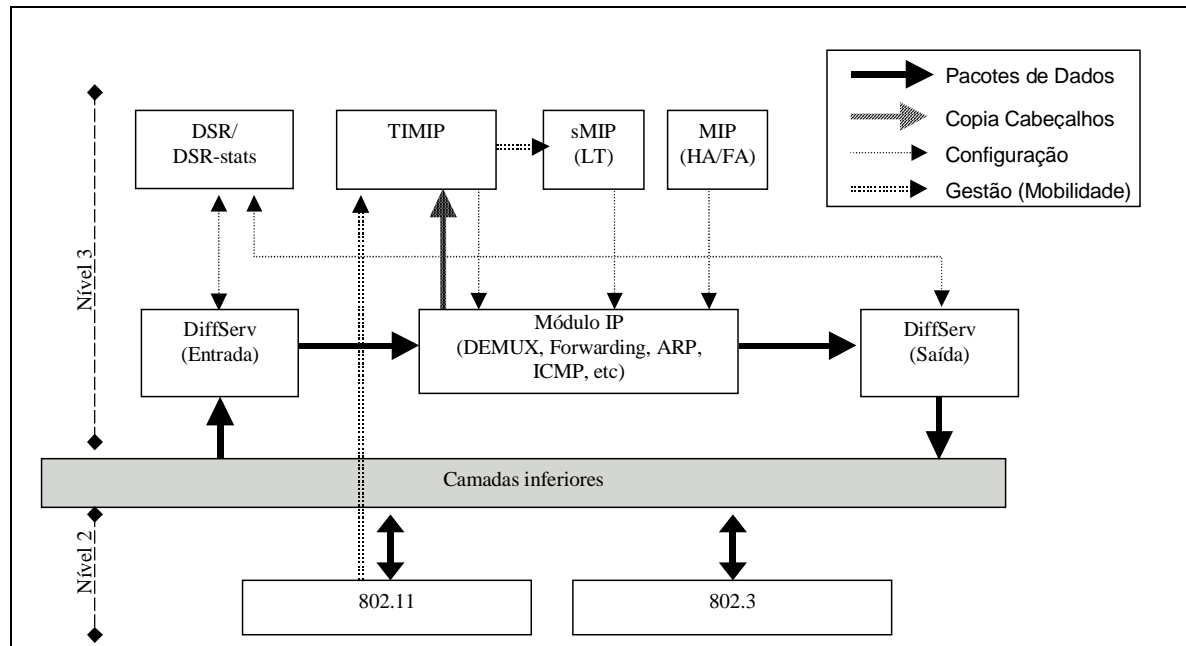 Pacotes de Dados
Copia Cabeçalhos
Configuração
Gestão (Mobilidade)
DSR/
DSR-stats
TIMIP
sMIP
(LT)
MIP
(HA/FA)
Nível 3
DiffServ
(Entrada)
Módulo IP
(DEMUX, Forwarding, ARP,
ICMP, etc)
DiffServ
(Saída)
Camadas inferiores
Nível 2
802.11
802.3